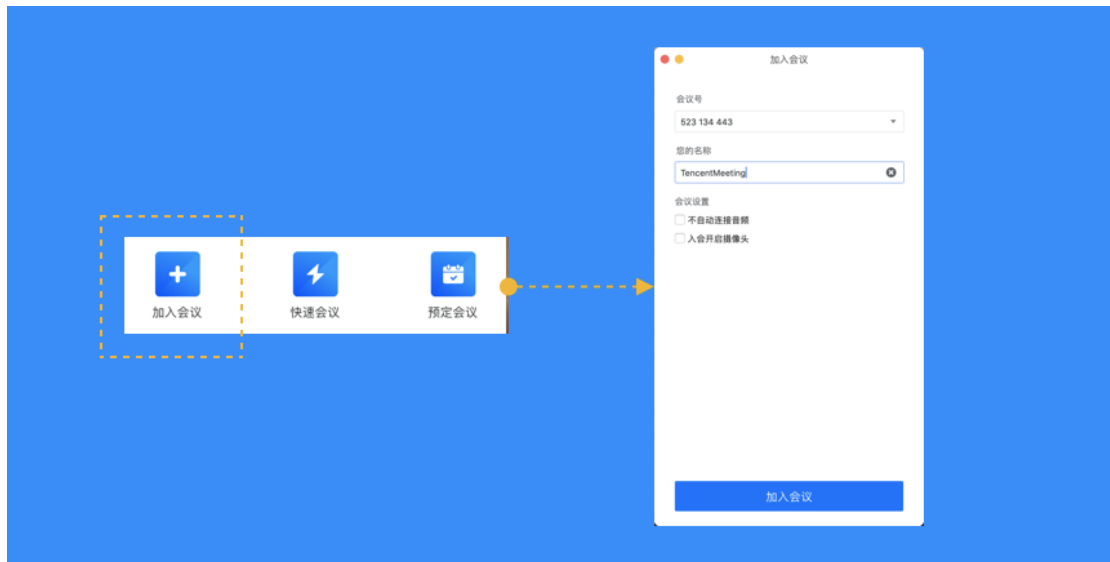 加入会议
快速会议
预定会议
加入会议
会议号
523 134 443
您的名称
TencentMeeting
会议设置
不自动连接音频
入会开启摄像头
加入会议